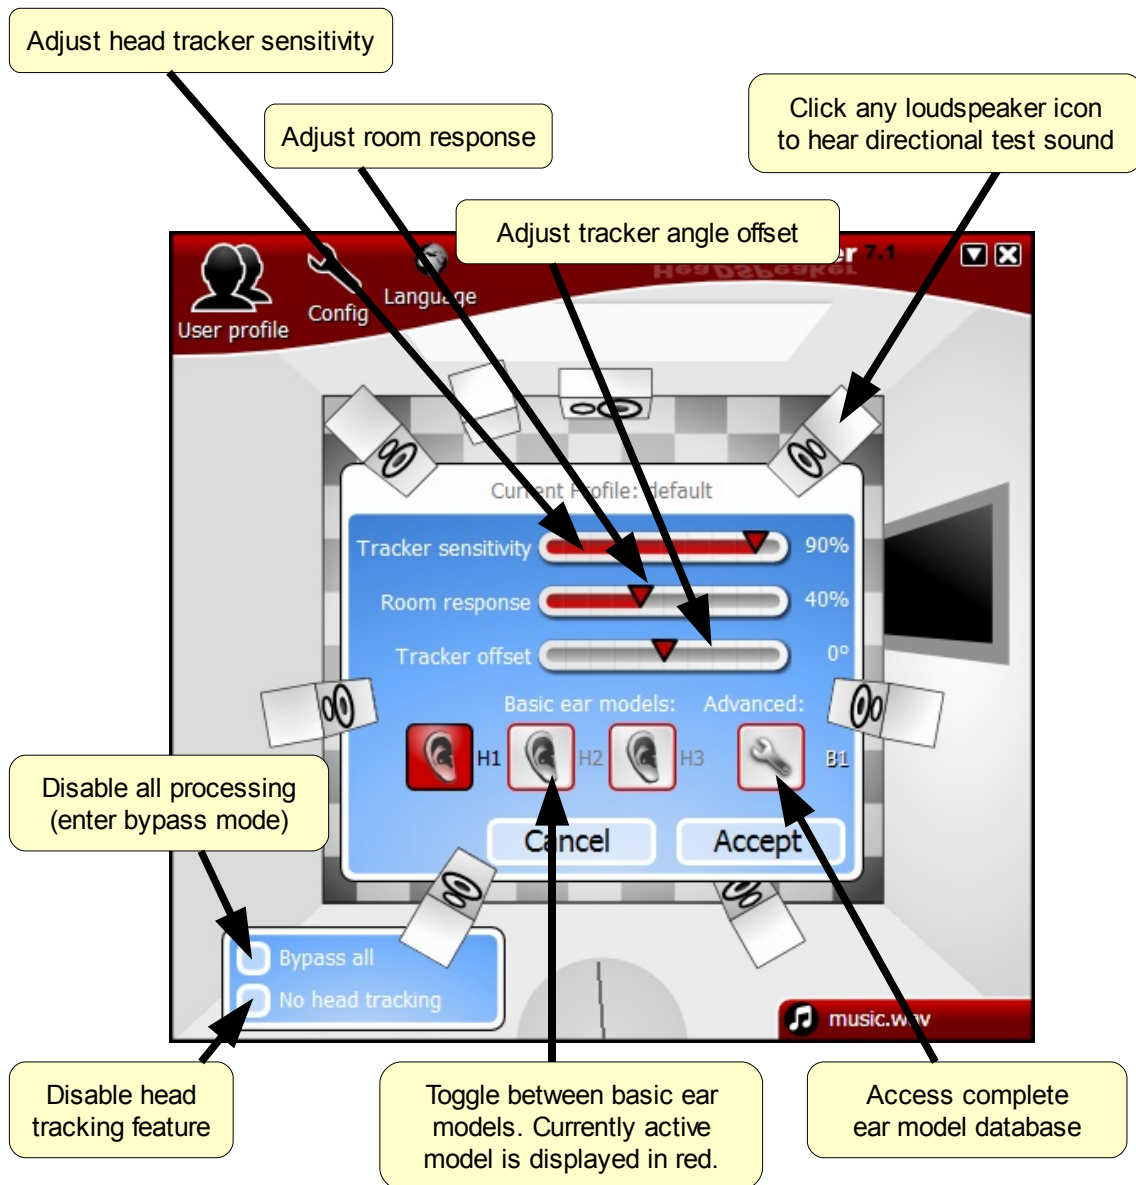 Adjust head tracker sensitivity
Click any loudspeaker icon
to hear directional test sound
Adjust room response
Adjust tracker angle offset
er 7.1
HeaDSPeaker
User profile
Config
Language
Current Profile: default
Tracker sensitivity 90%
Room response 40%
Tracker offset 0°
Basic ear models: Advanced:
H1 H2 H3 B1
Cancel Accept
Disable all processing
(enter bypass mode)
Bypass all
No head tracking
music.wav
Disable head
tracking feature
Toggle between basic ear
models. Currently active
model is displayed in red.
Access complete
ear model database